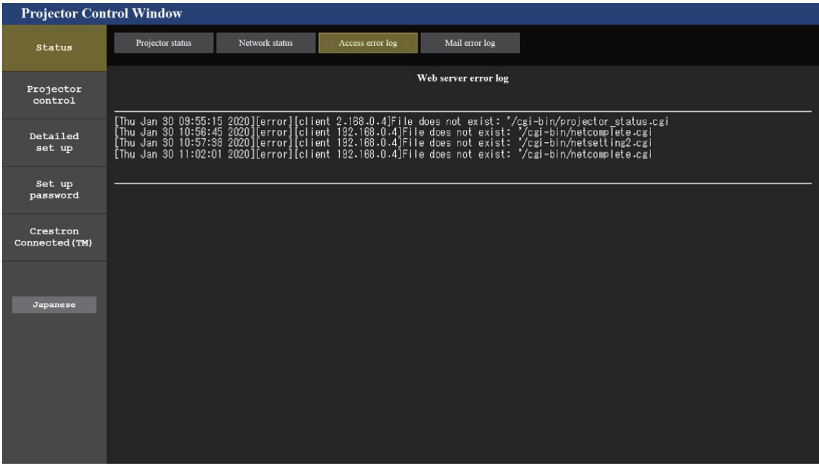 Projector Control Window
Status
Projector status
Network status
Access error log
Mail error log
Projector
control
Detailed
set up
Set up
password
Crestron
Connected(TM)
Japanese
Web server error log
[Thu Jan 30 09:55:15 2020][error][client 2.168.0.4]File does not exist: '/cgi-bin/projector_status.cgi
[Thu Jan 30 10:56:45 2020][error][client 192.168.0.4]File does not exist: '/cgi-bin/netcomplete.cgi
[Thu Jan 30 10:57:38 2020][error][client 192.168.0.4]File does not exist: '/cgi-bin/netsetting2.cgi
[Thu Jan 30 11:02:01 2020][error][client 192.168.0.4]File does not exist: '/cgi-bin/netcomplete.cgi